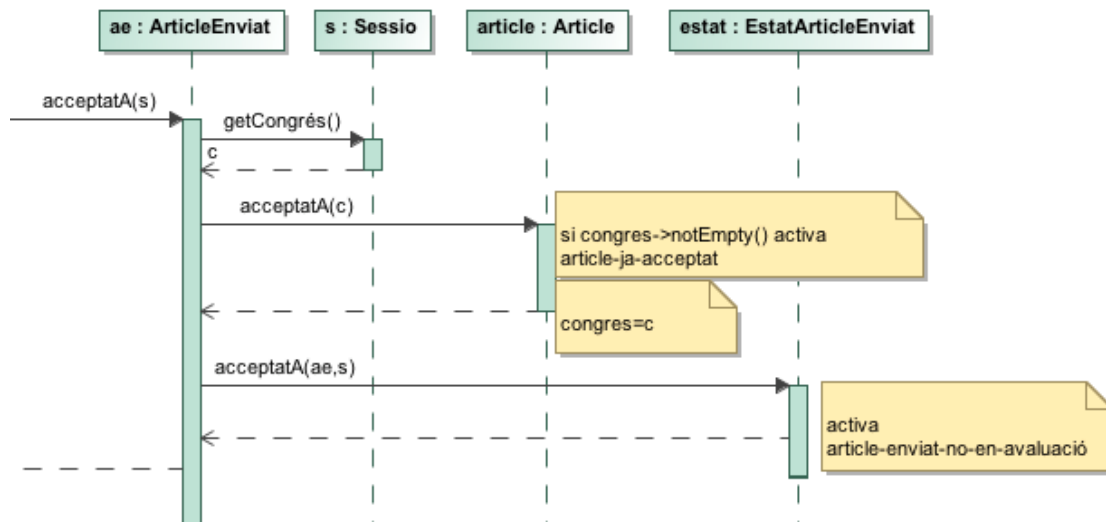 ae : ArticleEnviat
s : Sessio
article : Article
estat : EstatArticleEnviat
acceptatA(s)
getCongrés()
c
acceptatA(c)
si congres->notEmpty() activa
article-ja-acceptat
congres=c
acceptatA(ae,s)
activa
article-enviat-no-en-avaluació